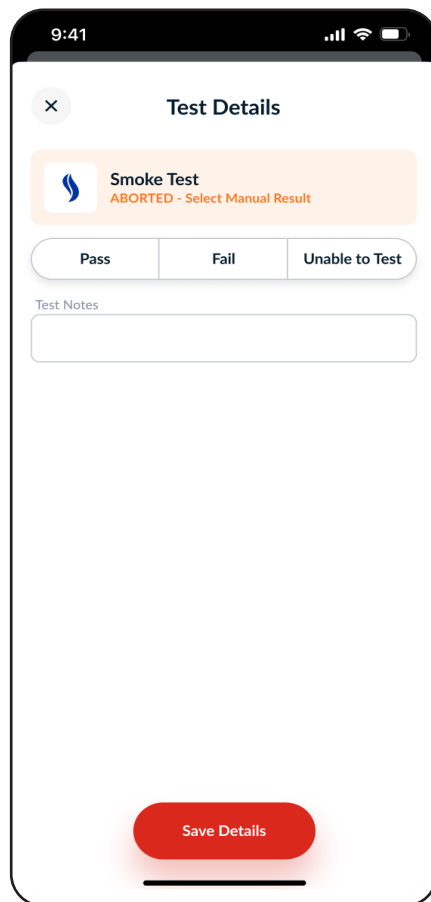 9:41
Test Details
Smoke Test
ABORTED - Select Manual Result
Pass Fail Unable to Test
Test Notes
Save Details